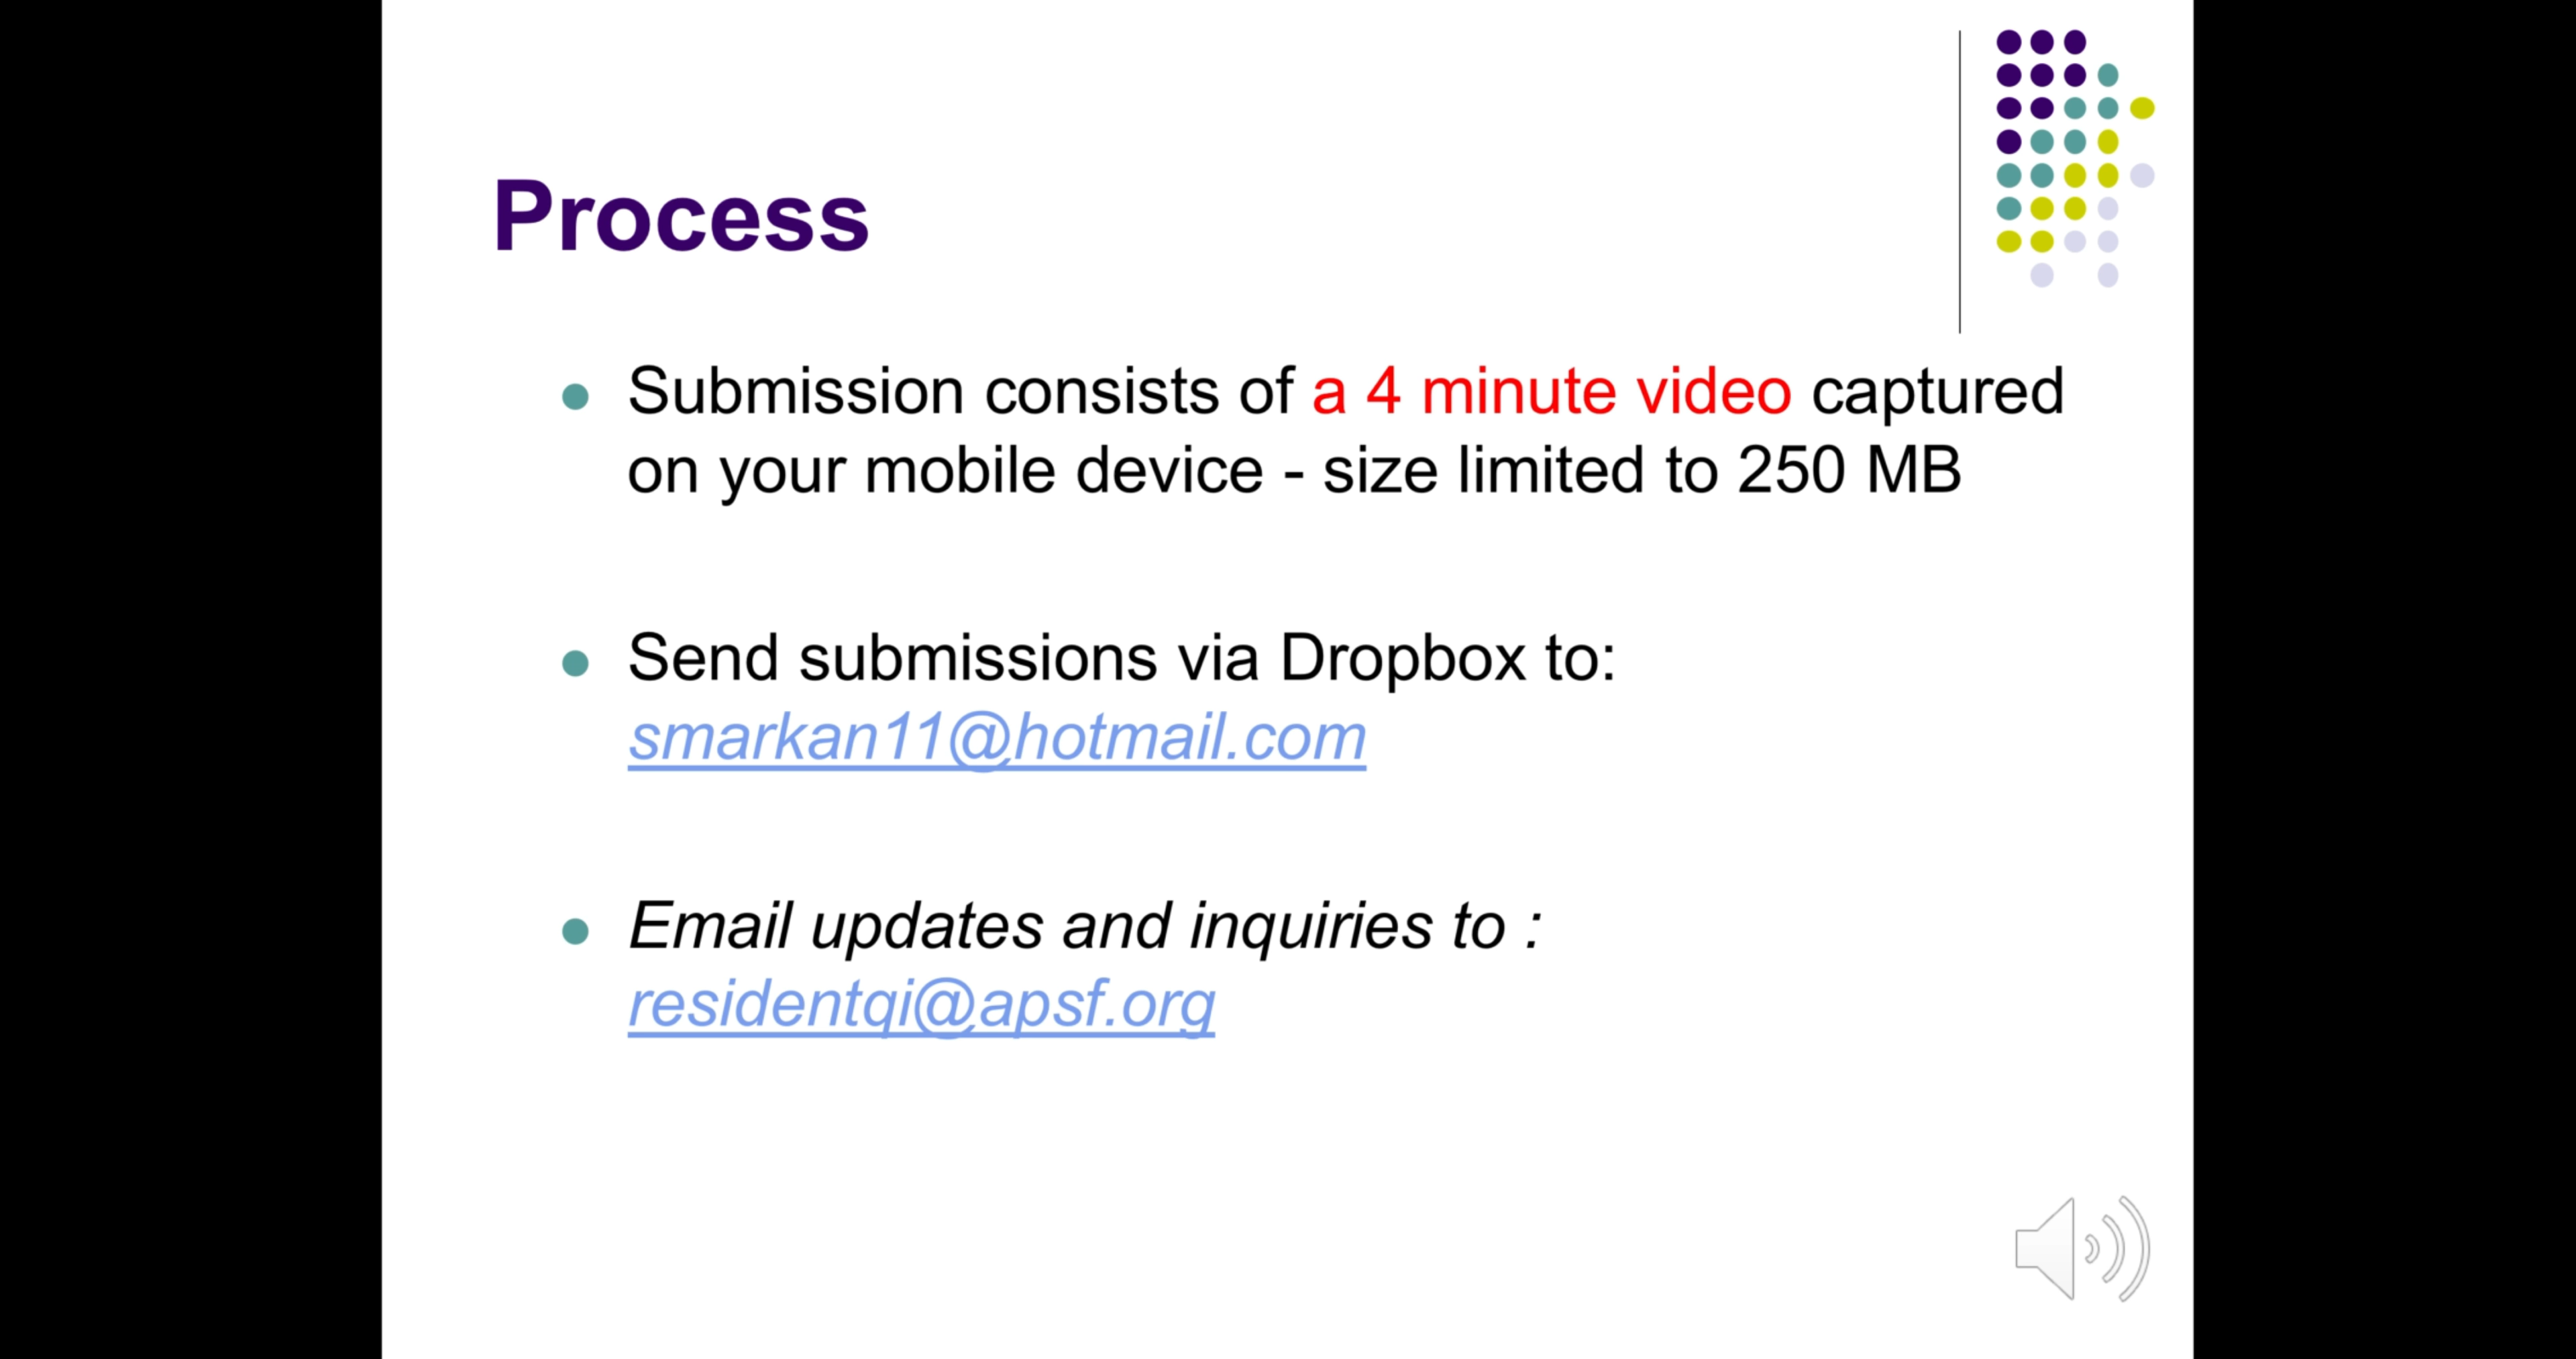 Process
Submission consists of a 4 minute video captured
on your mobile device - size limited to 250 MB
Send submissions via Dropbox to:
smarkan11@hotmail.com
Email updates and inquiries to :
residentqi@apsf.org